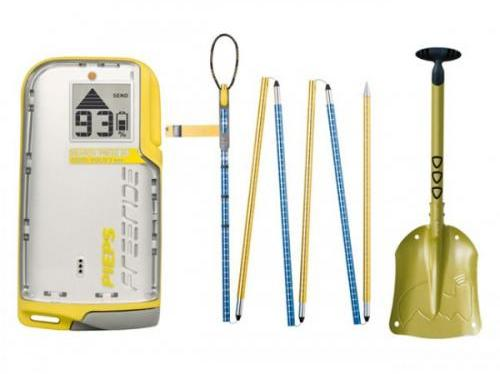 SEND
93
%
PIEPS
FREERIDE